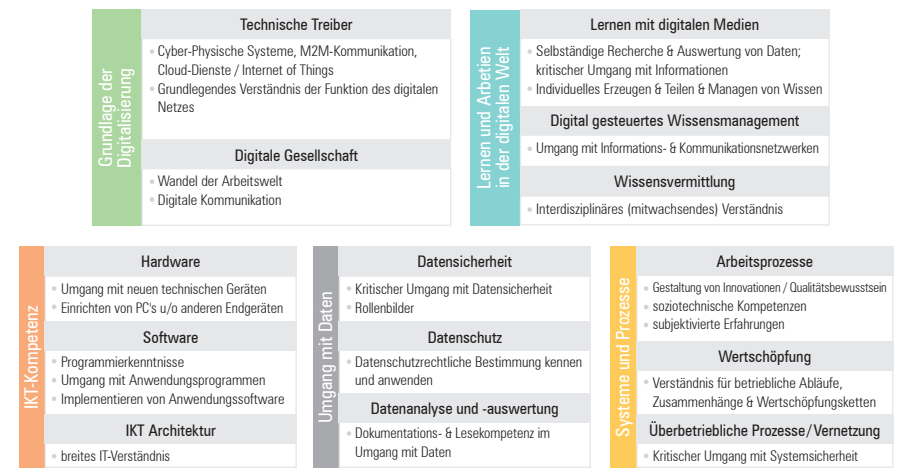 Grundlage der
Digitalisierung
Technische Treiber
Cyber-Physische Systeme, M2M-Kommunikation,
Cloud-Dienste / Internet of Things
Grundlegendes Verständnis der Funktion des digitalen
Netzes
Digitale Gesellschaft
Wandel der Arbeitswelt
Digitale Kommunikation
Lernen und Arbetien
in der digitalen Welt
Lernen mit digitalen Medien
Selbständige Recherche & Auswertung von Daten;
kritischer Umgang mit Informationen
Individuelles Erzeugen & Teilen & Managen von Wissen
Digital gesteuertes Wissensmanagement
Umgang mit Informations- & Kommunikationsnetzwerken
Wissensvermittlung
Interdisziplinäres (mitwachsendes) Verständnis
IKT-Kompetenz
Hardware
Umgang mit neuen technischen Geräten
Einrichten von PC's u/o anderen Endgeräten
Software
Programmierkenntnisse
Umgang mit Anwendungsprogrammen
Implementieren von Anwendungssoftware
IKT Architektur
breites IT-Verständnis
Umgang mit Daten
Datensicherheit
Kritischer Umgang mit Datensicherheit
Rollenbilder
Datenschutz
Datenschutzrechtliche Bestimmung kennen
und anwenden
Datenanalyse und -auswertung
Dokumentations- & Lesekompetenz im
Umgang mit Daten
Systeme und Prozesse
Arbeitsprozesse
Gestaltung von Innovationen / Qualitätsbewusstsein
soziotechnische Kompetenzen
subjektivierte Erfahrungen
Wertschöpfung
Verständnis für betriebliche Abläufe,
Zusammenhänge & Wertschöpfungsketten
Überbetriebliche Prozesse/Vernetzung
Kritischer Umgang mit Systemsicherheit